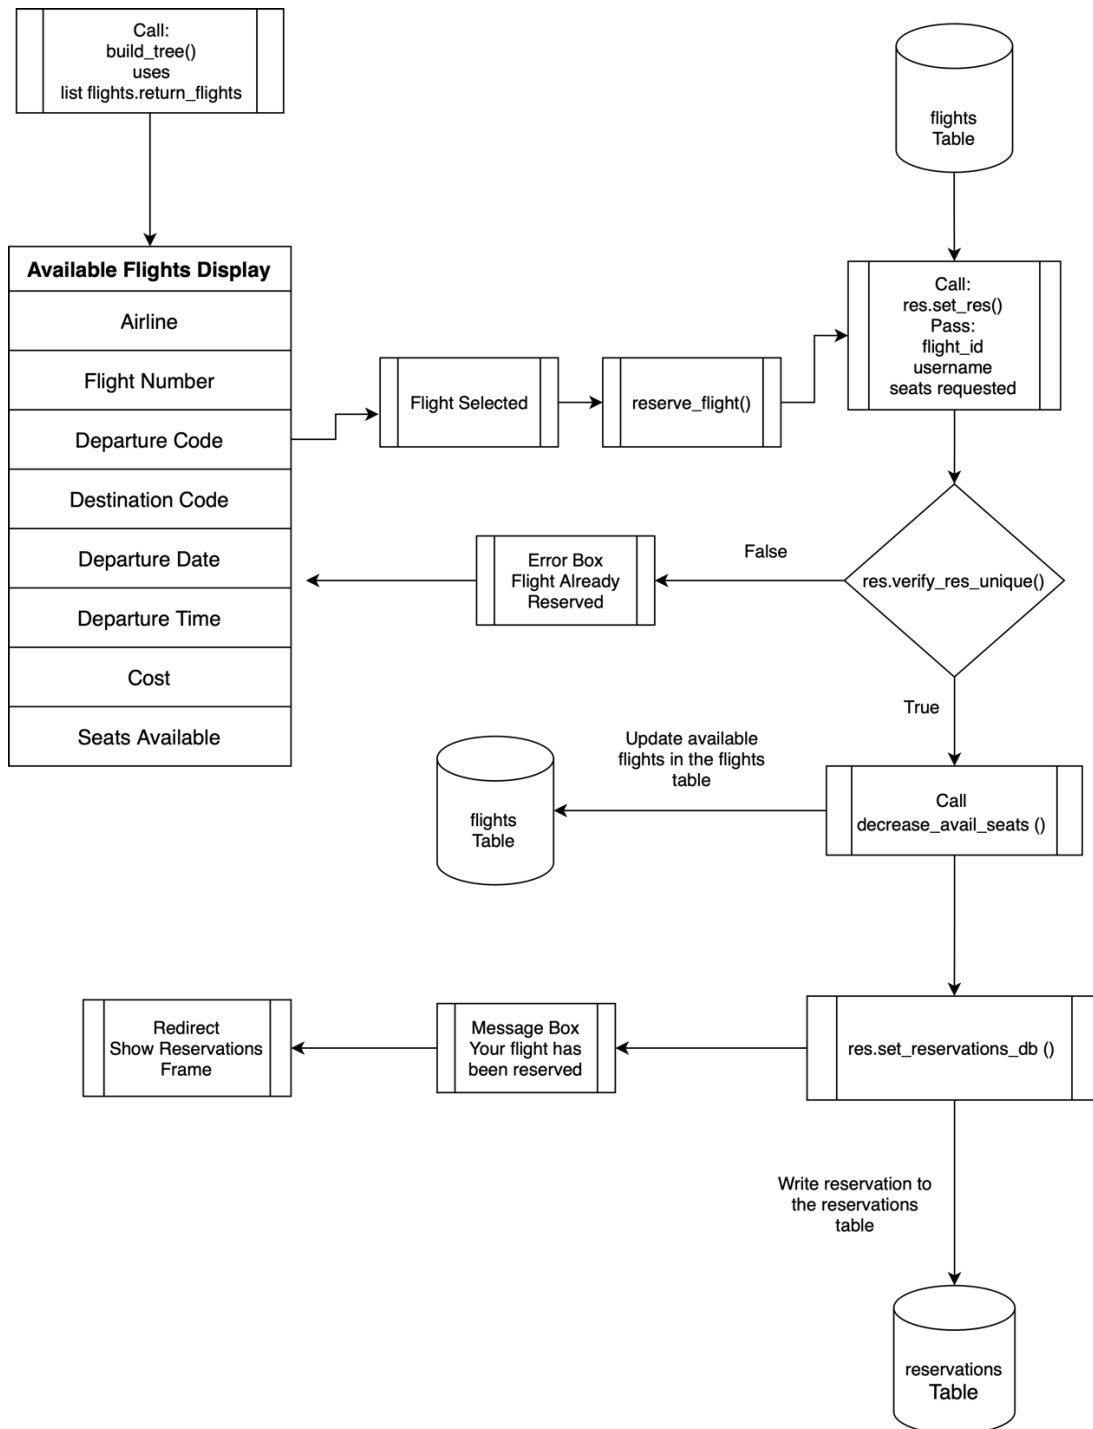 Call:
build_tree()
uses
list flights.return_flights
flights
Table
Available Flights Display
Airline
Flight Number
Departure Code
Destination Code
Departure Date
Departure Time
Cost
Seats Available
Flight Selected
reserve_flight()
Call:
res.set_res()
Pass:
flight_id
username
seats requested
res.verify_res_unique()
False
Error Box
Flight Already
Reserved
True
Call
decrease_avail_seats ()
Update available
flights in the flights
table
flights
Table
res.set_reservations_db ()
Message Box
Your flight has
been reserved
Redirect
Show Reservations
Frame
Write reservation to
the reservations
table
reservations
Table